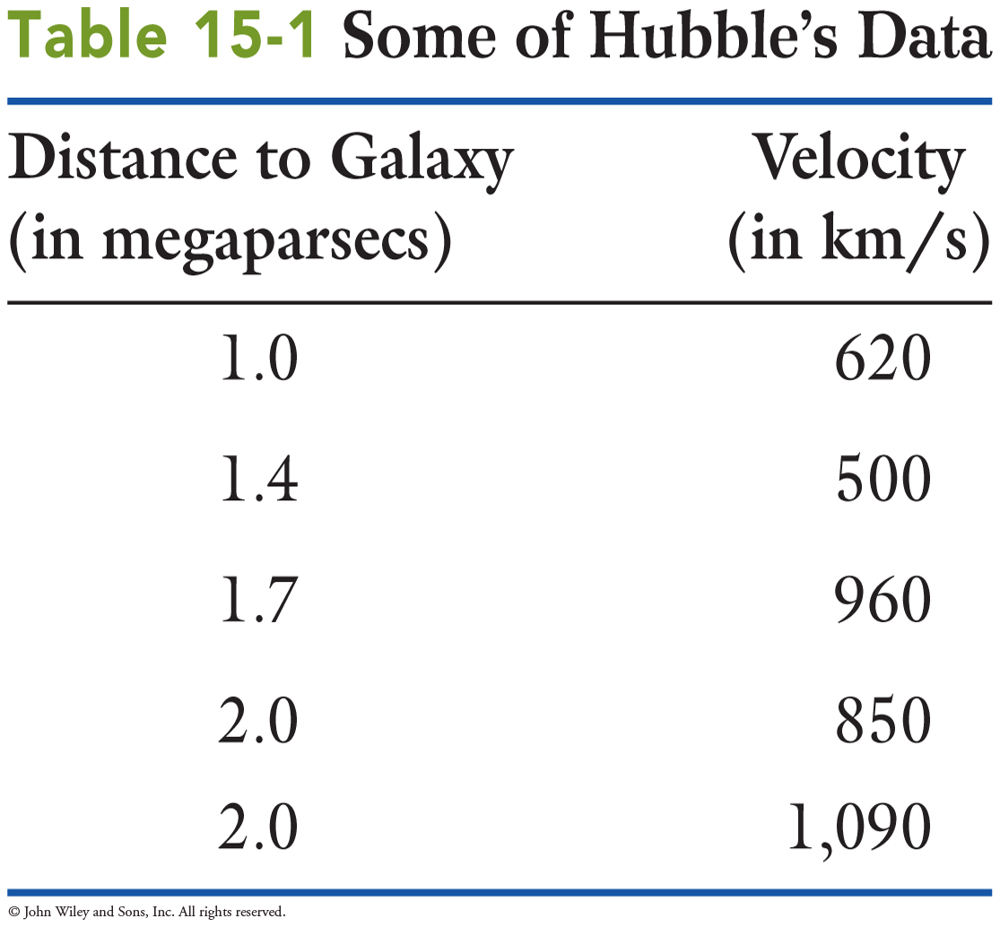 Table 15-1 Some of Hubble’s Data
Distance to Galaxy Velocity
(in megaparsecs) (in km/s)
1.0 620
1.4 500
1.7 960
2.0 850
2.0 1,090
© John Wiley and Sons, Inc. All rights reserved.